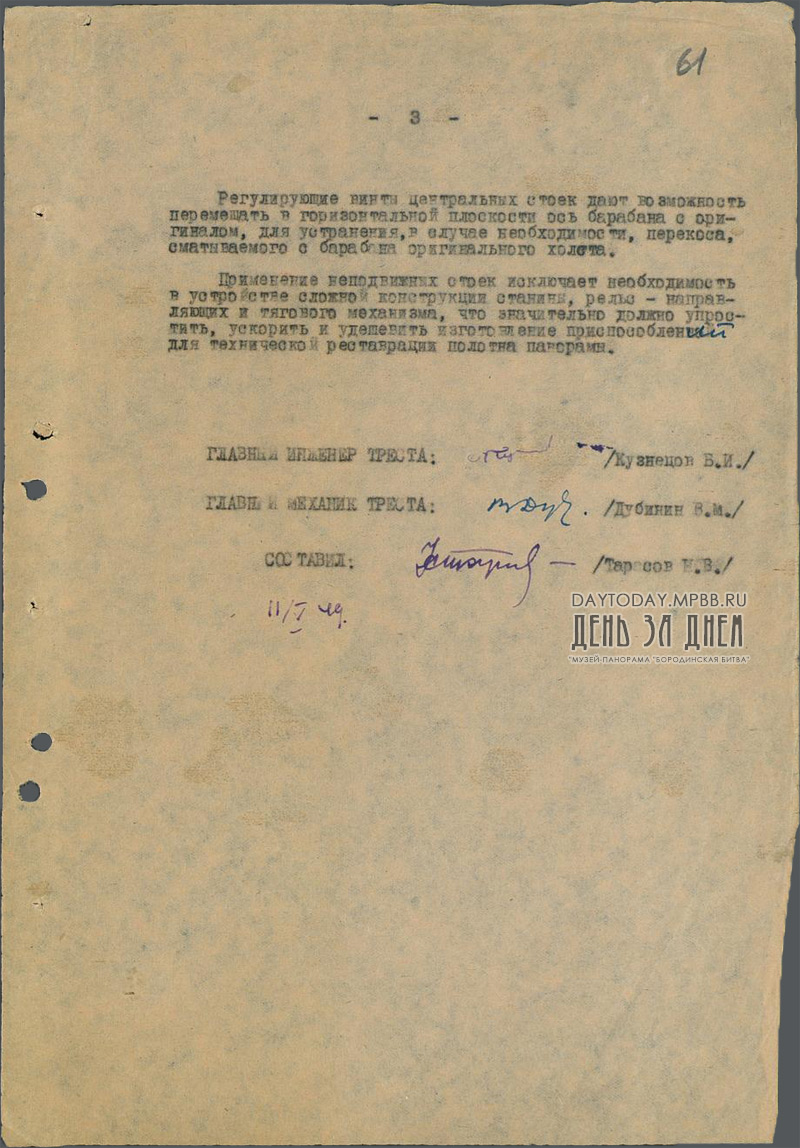 61
- 3 -
Регулирующие винты центральных стоек дают возможность
перемещать в горизонтальной плоскости ось барабана с ори-
гиналом, для устранения, в случае необходимости, перекоса,
сматываемого с барабана оригинального холста.
Применение неподвижных стоек исключает необходимость
в устройстве сложной конструкции станины, рельс - направ-
ляющих и тягового механизма, что значительно должно упрос-
тить, ускорить и удешевить изготовление приспособлений
для технической реставрации полотна панорамы.
ГЛАВНЫЙ ИНЖЕНЕР ТРЕСТА: /Кузнецов Б.И./
ГЛАВНЫЙ МЕХАНИК ТРЕСТА: /Дубинин В.М./
СОСТАВИЛ: /Тарасов Н.В./
11/I 49.
DAYTODAY.MPBB.RU
ДЕНЬ ЗА ДНЕМ
"МУЗЕЙ-ПАНОРАМА "БОРОДИНСКАЯ БИТВА"